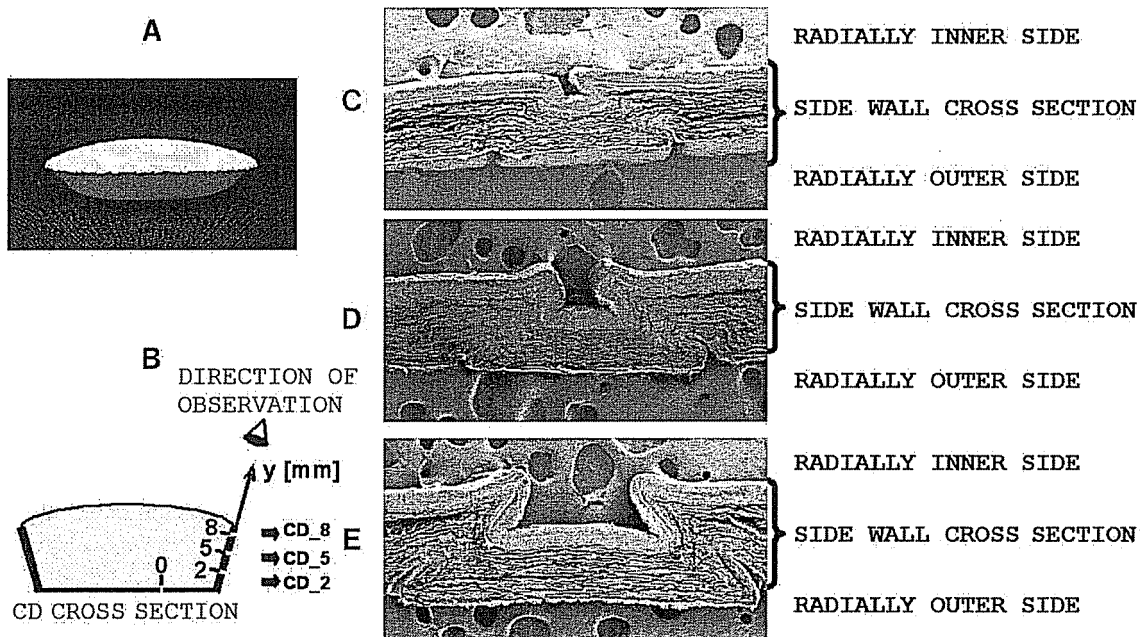 A
B
DIRECTION OF
OBSERVATION
y [mm]
8
5
2
0
CD_8
CD_5
CD_2
CD CROSS SECTION
C
RADIALLY INNER SIDE
SIDE WALL CROSS SECTION
RADIALLY OUTER SIDE
D
RADIALLY INNER SIDE
SIDE WALL CROSS SECTION
RADIALLY OUTER SIDE
E
RADIALLY INNER SIDE
SIDE WALL CROSS SECTION
RADIALLY OUTER SIDE